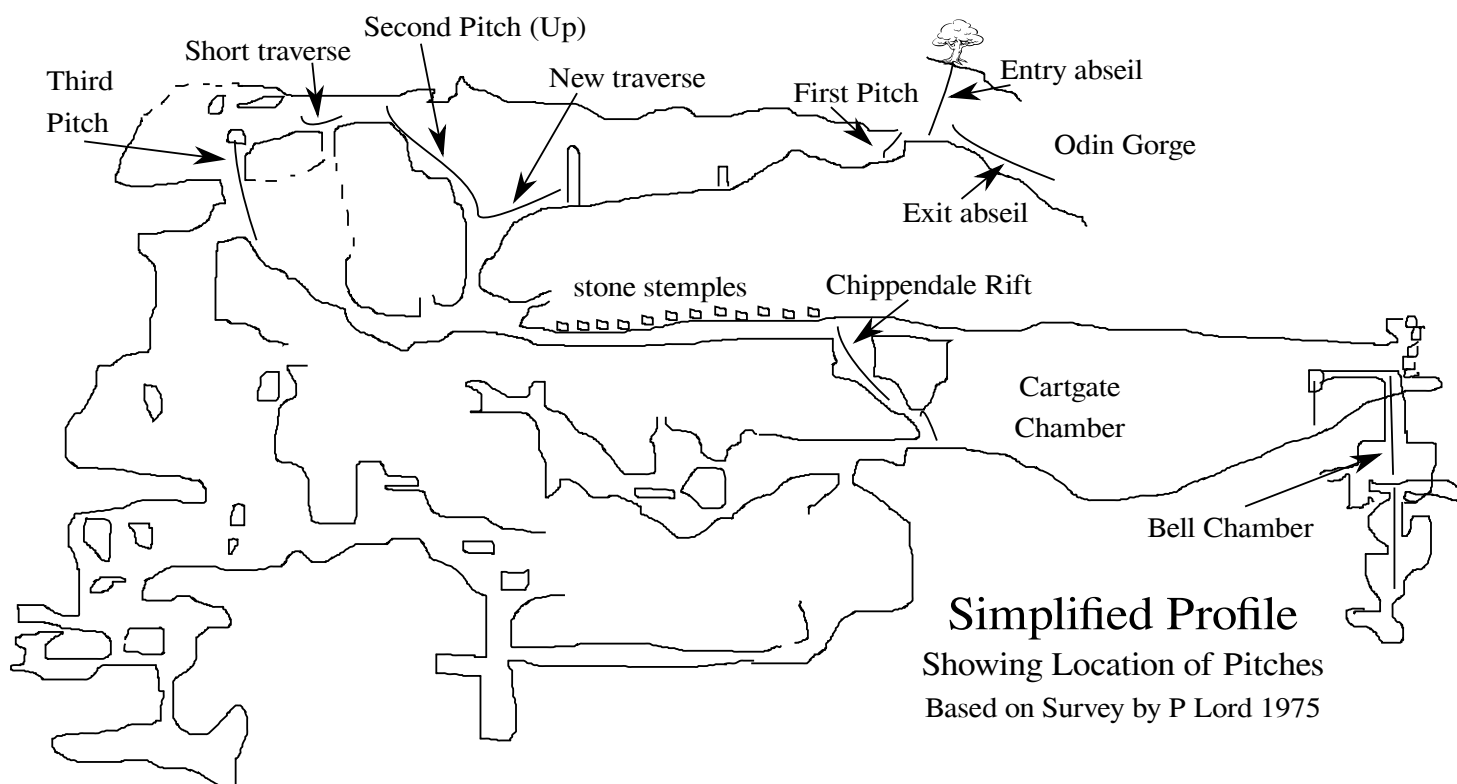 Second Pitch (Up)
Short traverse
New traverse
Third
Pitch
First Pitch
Entry abseil
Odin Gorge
Exit abseil
stone stemples
Chippendale Rift
Cartgate
Chamber
Bell Chamber
Simplified Profile
Showing Location of Pitches
Based on Survey by P Lord 1975